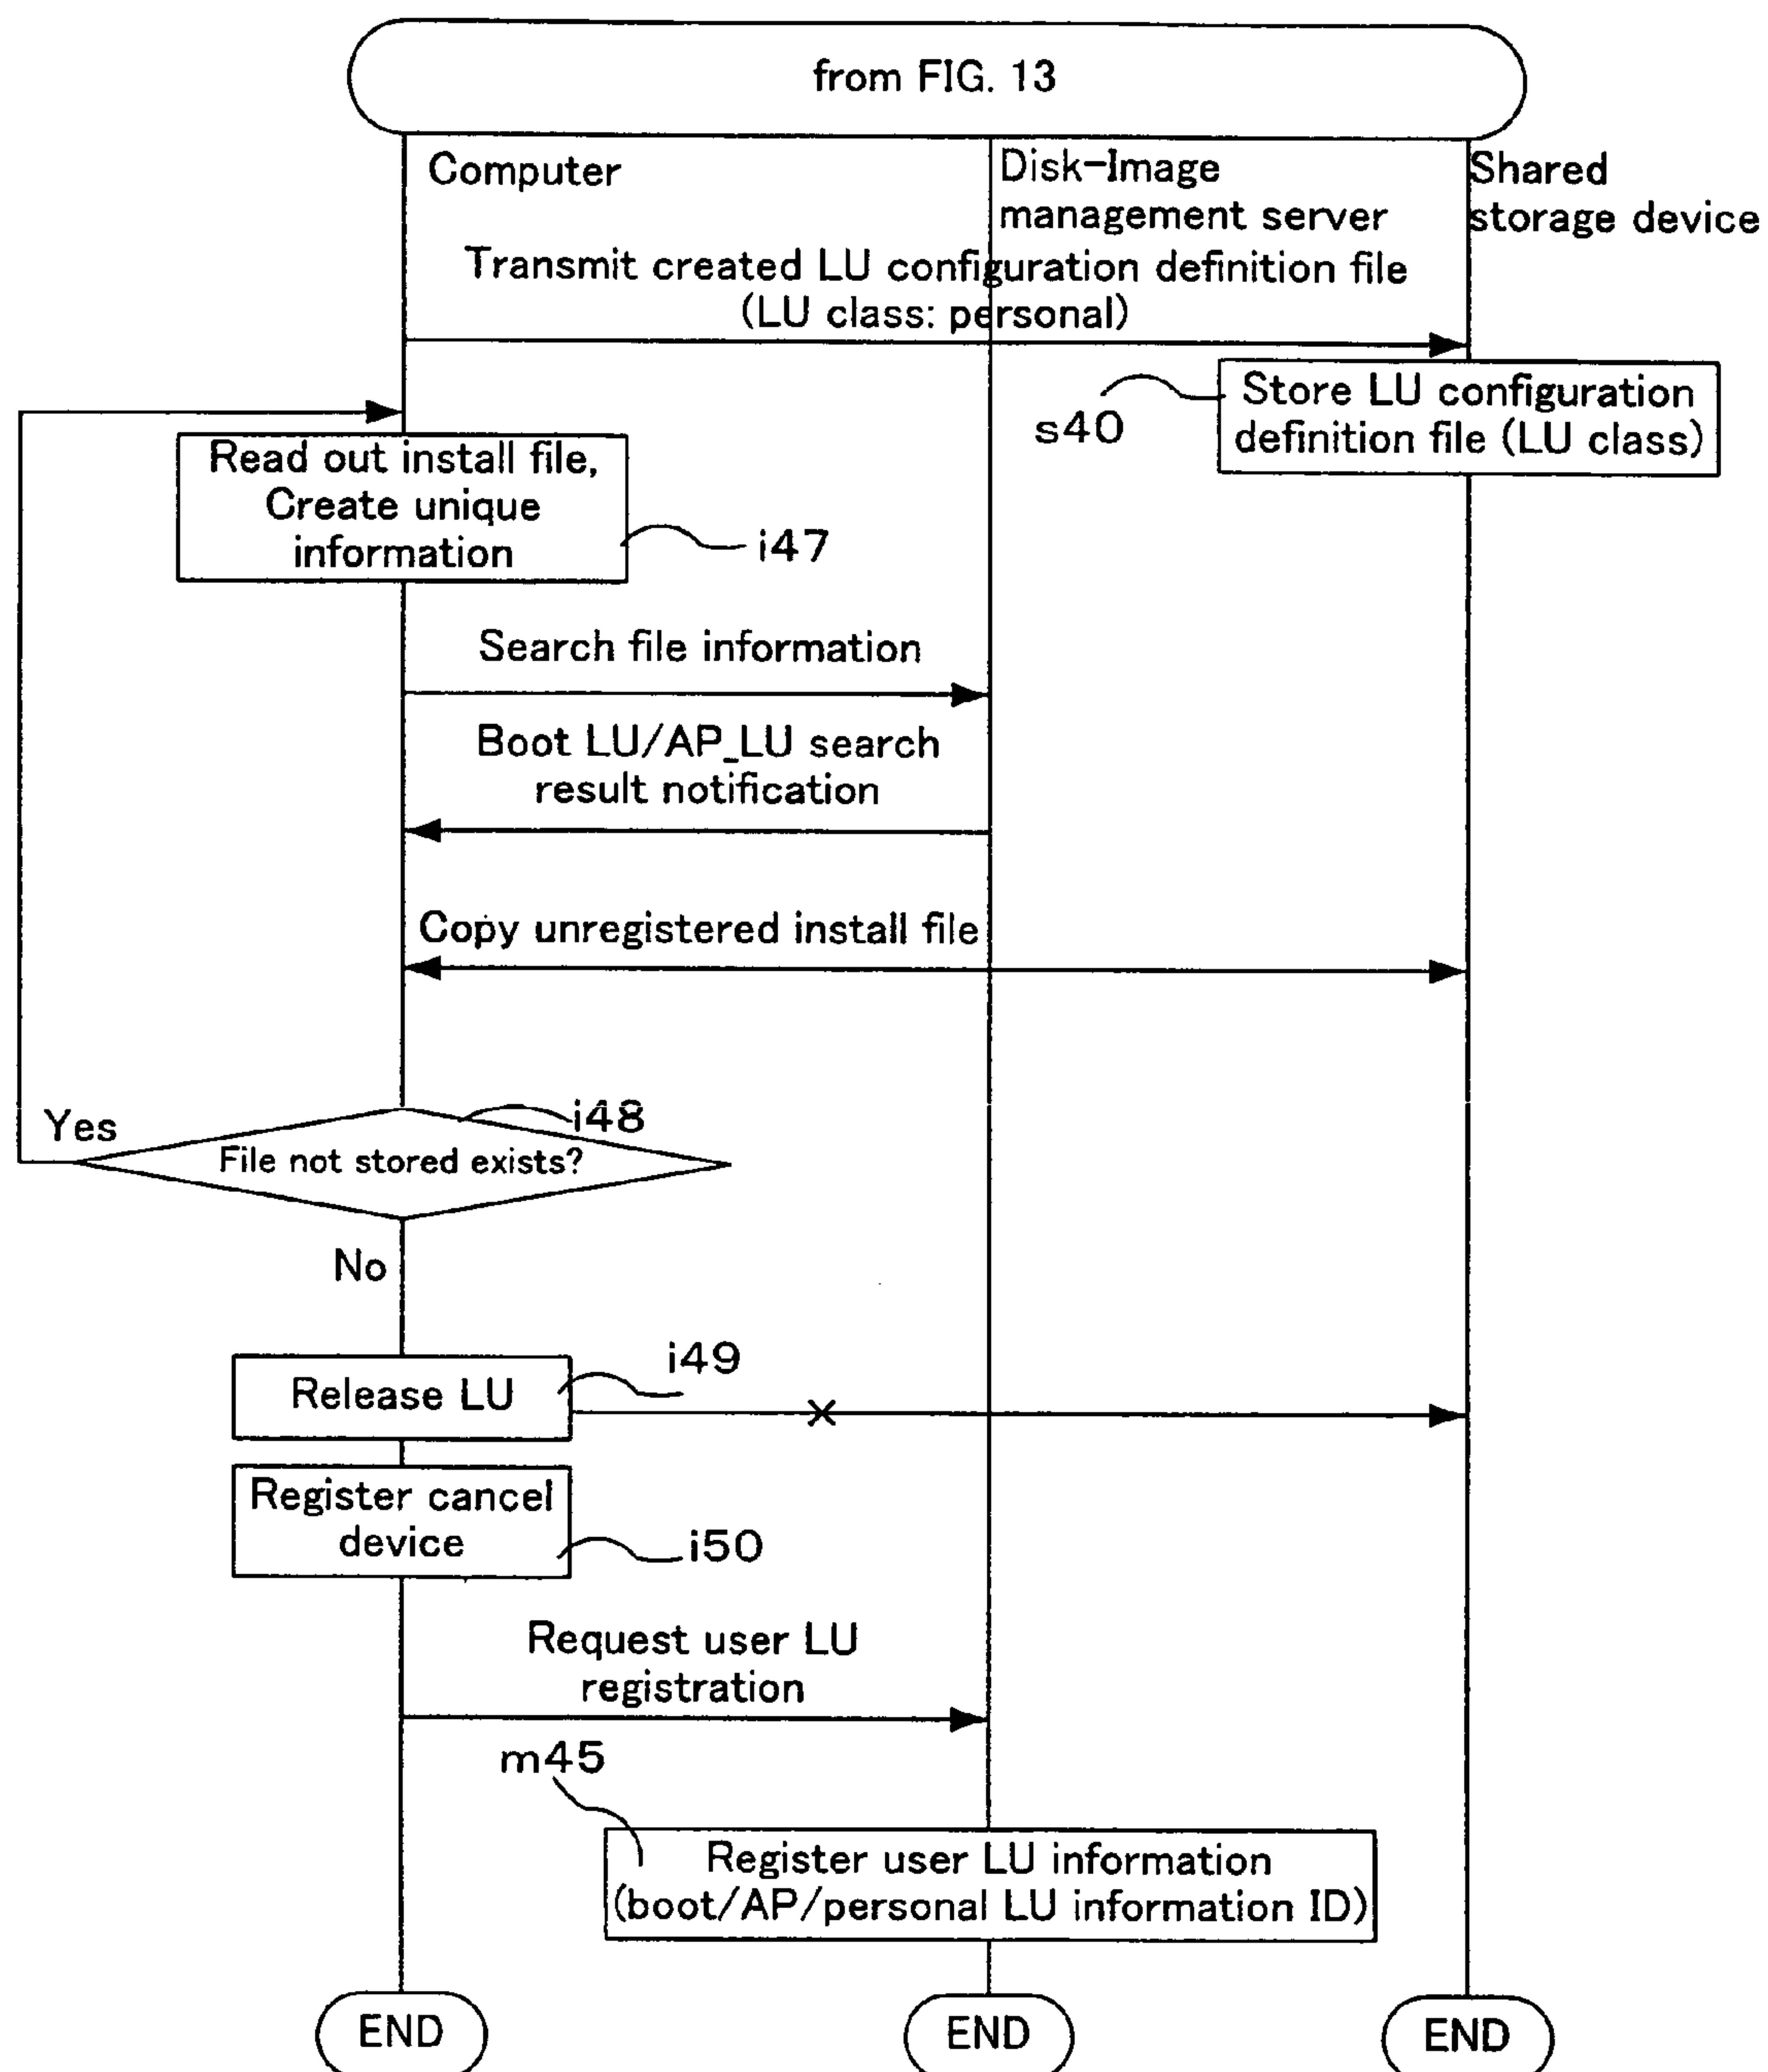 from FIG. 13
Computer
Disk-Image
management server
Shared
storage device
Transmit created LU configuration definition file
(LU class: personal)
s40
Store LU configuration
definition file (LU class)
Read out install file,
Create unique
information
i47
Search file information
Boot LU/AP_LU search
result notification
Copy unregistered install file
Yes
i48
File not stored exists?
No
Release LU
i49
Register cancel
device
i50
Request user LU
registration
m45
Register user LU information
(boot/AP/personal LU information ID)
END
END
END